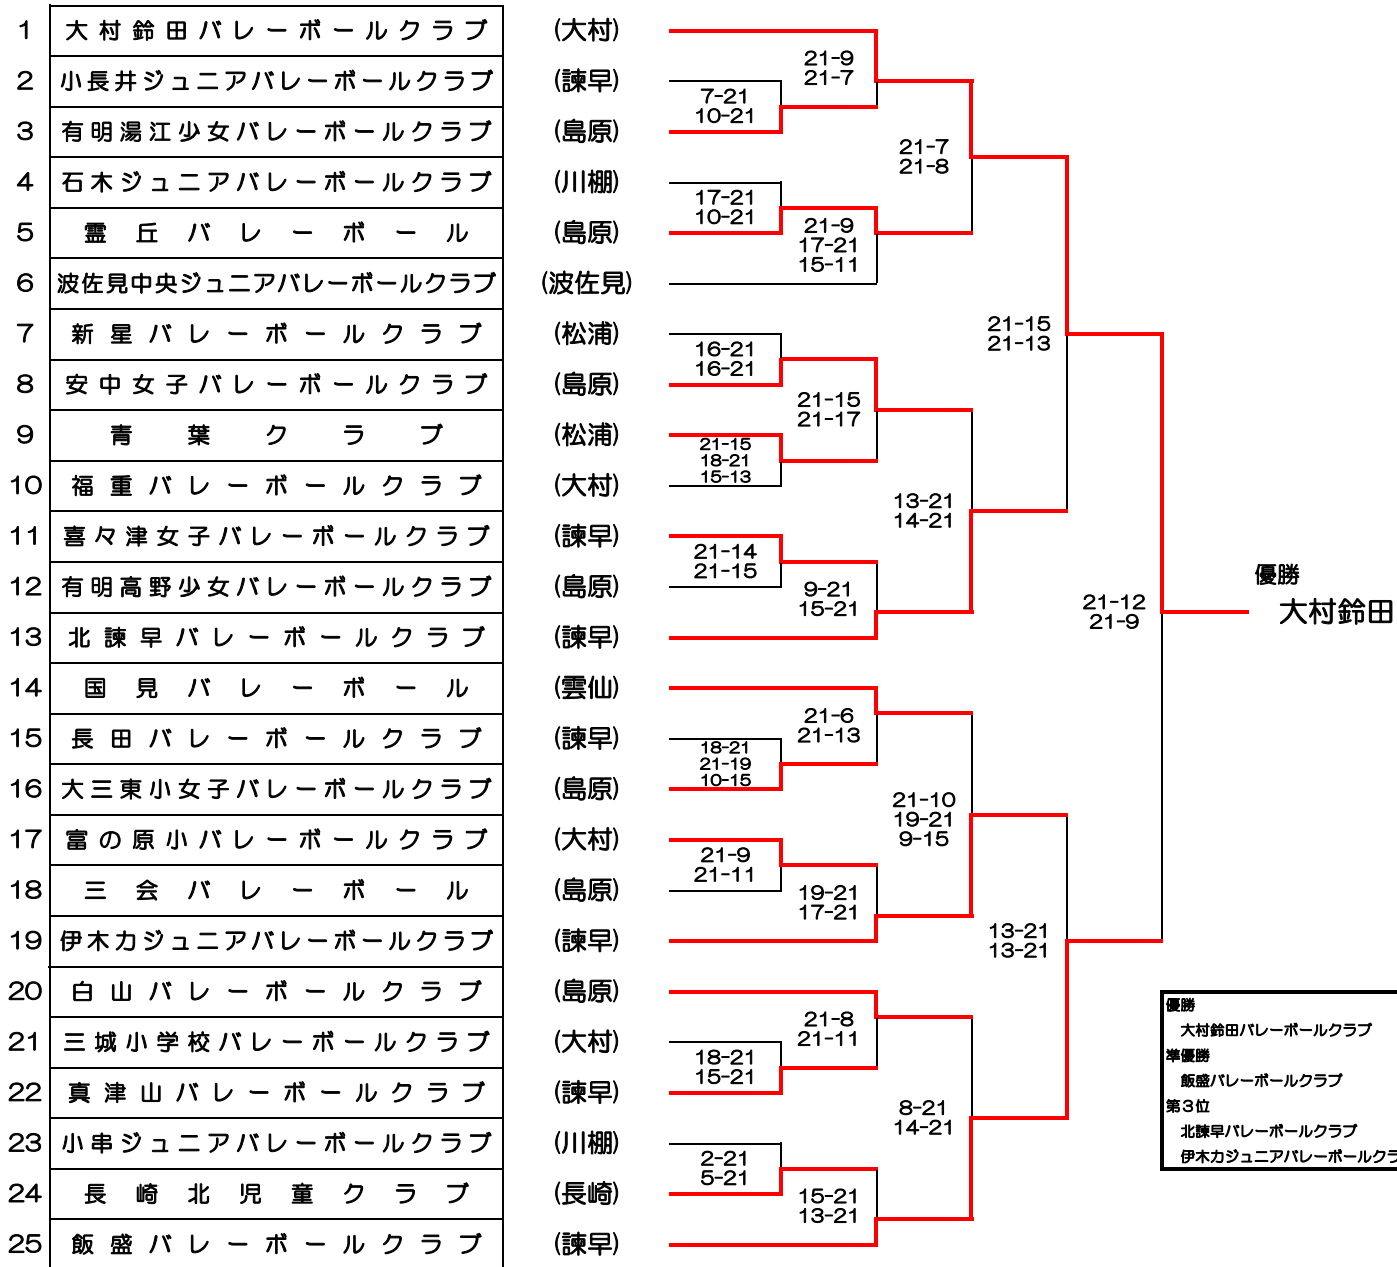 1 大村鈴田バレーボールクラブ (大村)
2 小長井ジュニアバレーボールクラブ (諫早)
3 有明湯江少女バレーボールクラブ (島原)
4 石木ジュニアバレーボールクラブ (川棚)
5 霊丘バレーボール (島原)
6 波佐見中央ジュニアバレーボールクラブ (波佐見)
7 新星バレーボールクラブ (松浦)
8 安中女子バレーボールクラブ (島原)
9 青葉クラブ (松浦)
10 福重バレーボールクラブ (大村)
11 喜々津女子バレーボールクラブ (諫早)
12 有明高野少女バレーボールクラブ (島原)
13 北諫早バレーボールクラブ (諫早)
14 国見バレーボール (雲仙)
15 長田バレーボールクラブ (諫早)
16 大三東小女子バレーボールクラブ (島原)
17 富の原小バレーボールクラブ (大村)
18 三会バレーボール (島原)
19 伊木力ジュニアバレーボールクラブ (諫早)
20 白山バレーボールクラブ (島原)
21 三城小学校バレーボールクラブ (大村)
22 真津山バレーボールクラブ (諫早)
23 小串ジュニアバレーボールクラブ (川棚)
24 長崎北児童クラブ (長崎)
25 飯盛バレーボールクラブ (諫早)
7-21
10-21
17-21
10-21
16-21
16-21
21-15
18-21
15-13
21-14
21-15
18-21
21-19
10-15
21-9
21-11
18-21
15-21
2-21
5-21
21-9
21-7
21-9
17-21
15-11
21-15
21-17
9-21
15-21
21-6
21-13
19-21
17-21
21-8
21-11
15-21
13-21
21-7
21-8
13-21
14-21
21-10
19-21
9-15
8-21
14-21
21-15
21-13
13-21
13-21
21-12
21-9
優勝
大村鈴田
優勝
大村鈴田バレーボールクラブ
準優勝
飯盛バレーボールクラブ
第3位
北諫早バレーボールクラブ
伊木力ジュニアバレーボールクラ